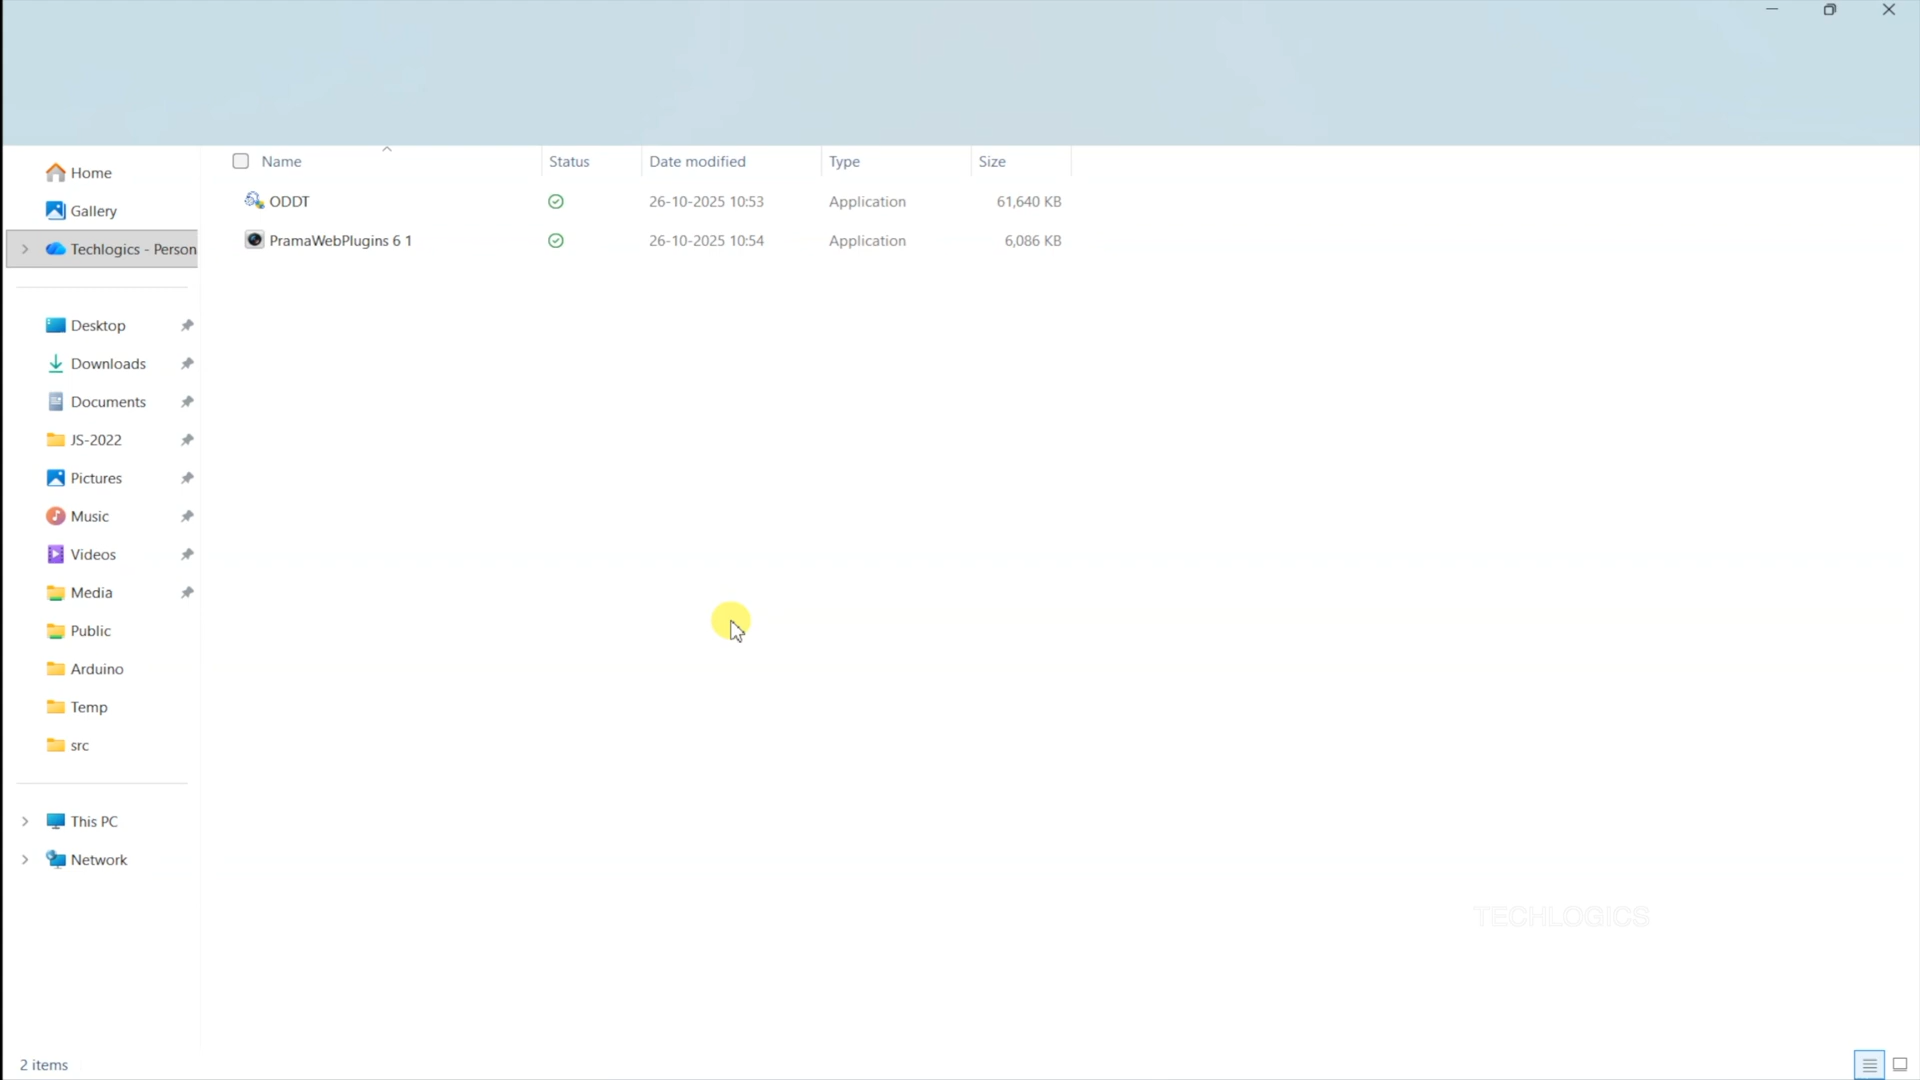 Name Status Date modified Type Size
ODDT 26-10-2025 10:53 Application 61,640 KB
PramaWebPlugins 6 1 26-10-2025 10:54 Application 6,086 KB
Home
Gallery
Techlogics - Person
Desktop
Downloads
Documents
JS-2022
Pictures
Music
Videos
Media
Public
Arduino
Temp
src
This PC
Network
TECHLOGICS
2 items